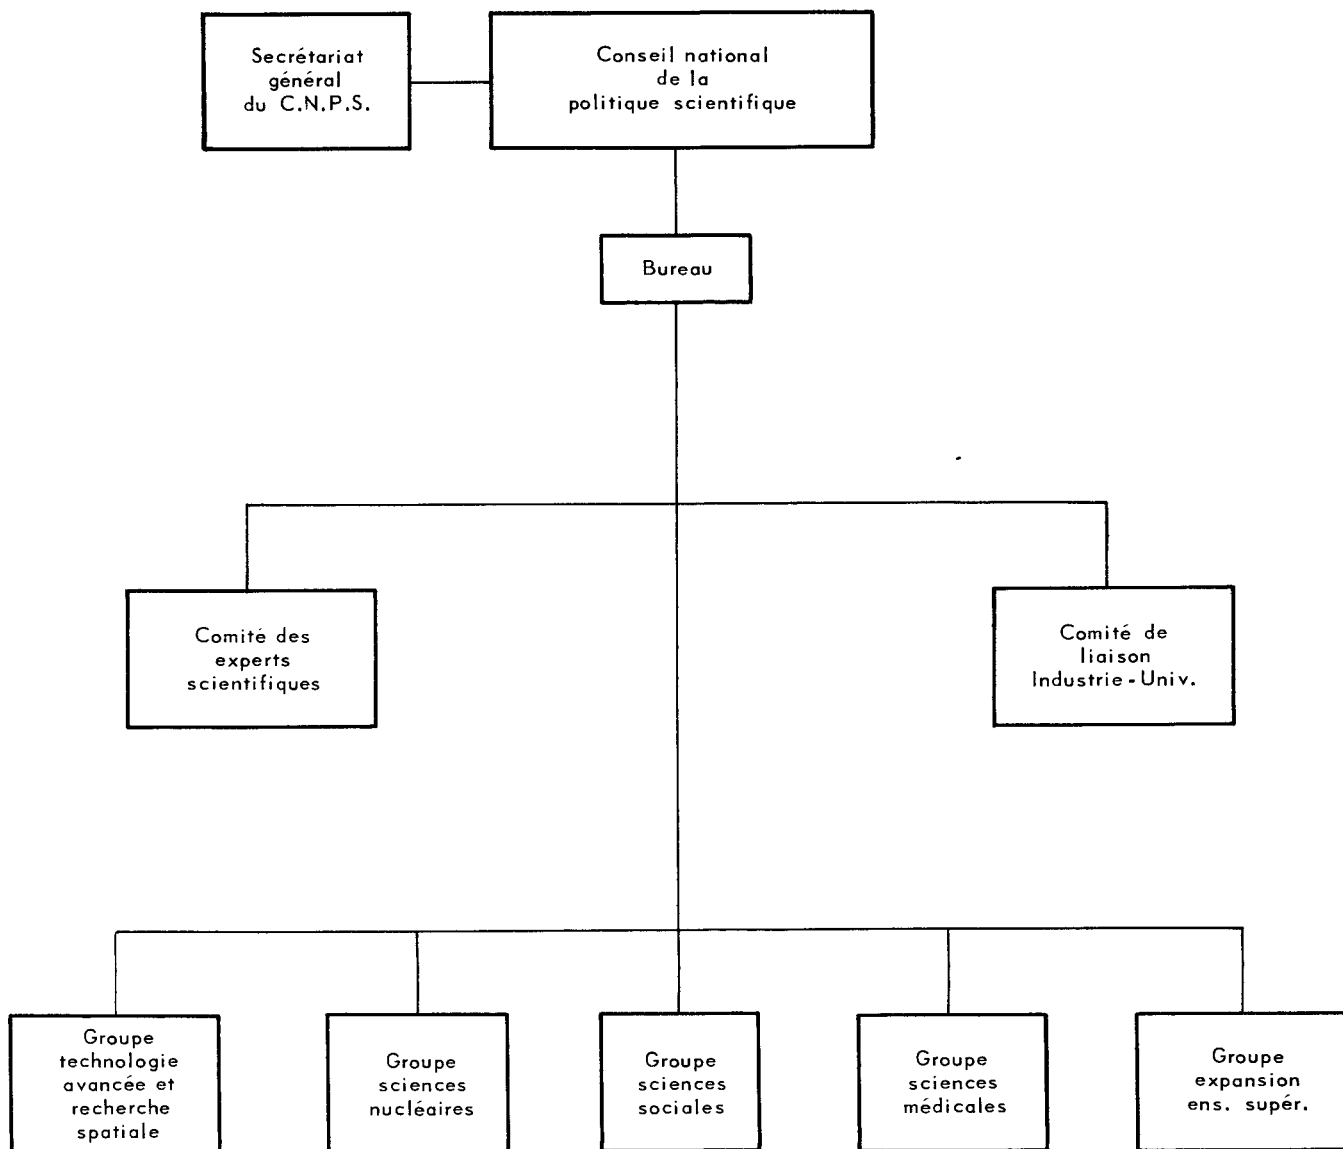 Secrétariat
général
du C.N.P.S.
Conseil national
de la
politique scientifique
Bureau
Comité des
experts
scientifiques
Comité de
liaison
Industrie - Univ.
Groupe
technologie
avancée et
recherche
spatiale
Groupe
sciences
nucléaires
Groupe
sciences
sociales
Groupe
sciences
médicales
Groupe
expansion
ens. supér.